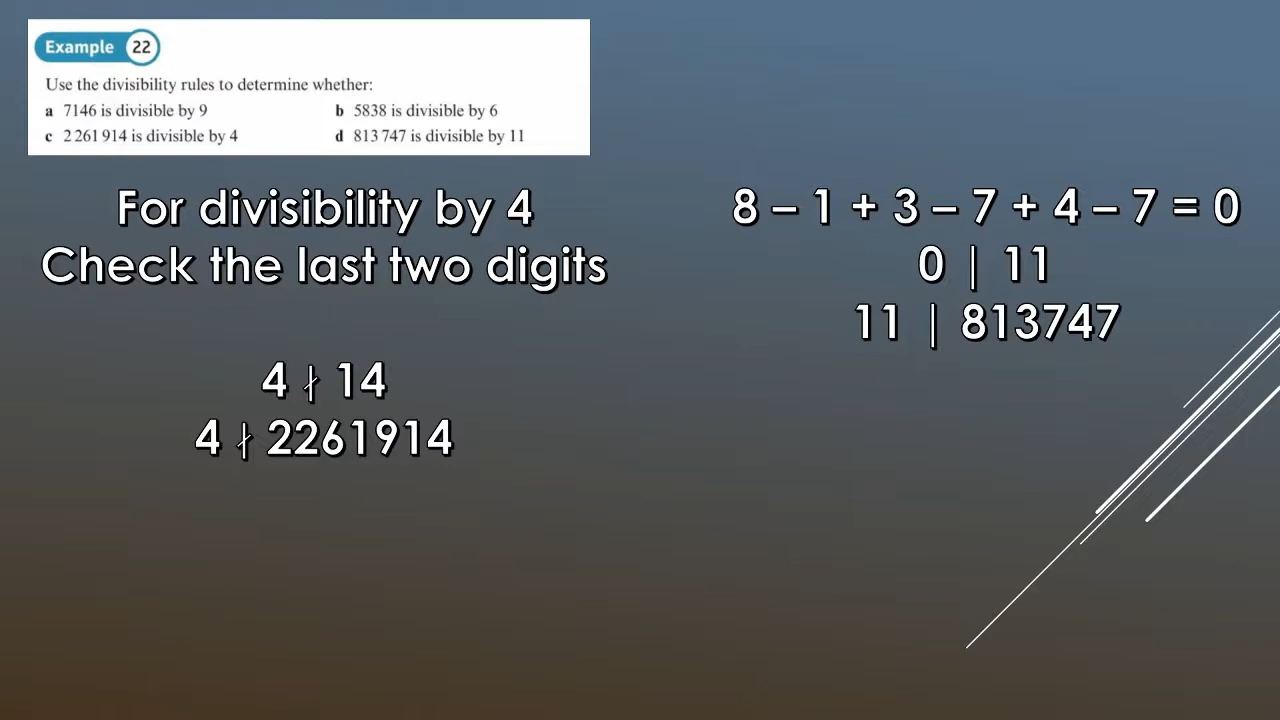 Example 22
Use the divisibility rules to determine whether:
a 7146 is divisible by 9
b 5838 is divisible by 6
c 2 261 914 is divisible by 4
d 813 747 is divisible by 11
For divisibility by 4
Check the last two digits
4 ∤ 14
4 ∤ 2261914
8 – 1 + 3 – 7 + 4 – 7 = 0
0 | 11
11 | 813747